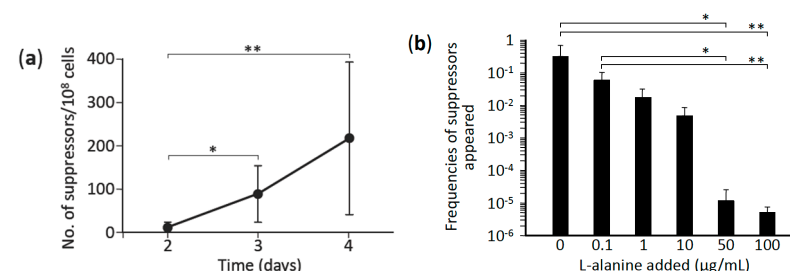 (a)
No. of suppressors/10⁸ cells
400
300
200
100
0
**
*
2 3 4
Time (days)
(b)
Frequencies of suppressors
appeared
1
10⁻¹
10⁻²
10⁻³
10⁻⁴
10⁻⁵
10⁻⁶
*
**
*
**
0 0.1 1 10 50 100
L-alanine added (µg/mL)